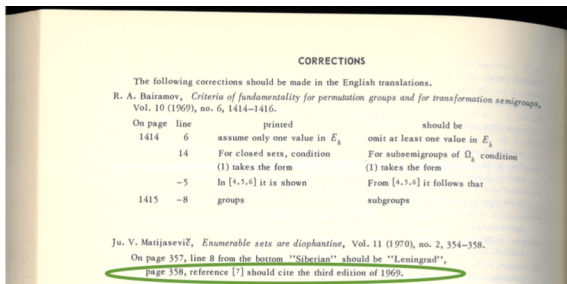 CORRECTIONS
The following corrections should be made in the English translations.
R. A. Bairamov, Criteria of fundamentality for permutation groups and for transformation semigroups,
Vol. 10 (1969), no. 6, 1414–1416.
On page line printed should be
1414 6 assume only one value in Eₖ omit at least one value in Eₖ
14 For closed sets, condition For subsemigroups of Ωₖ condition
(1) takes the form (1) takes the form
−5 In [4,5,6] it is shown From [4,5,6] it follows that
1415 −8 groups subgroups
Ju. V. Matijasevič, Enumerable sets are diophantine, Vol. 11 (1970), no. 2, 354–358.
On page 357, line 8 from the bottom "Siberian" should be "Leningrad",
page 358, reference [7] should cite the third edition of 1969.